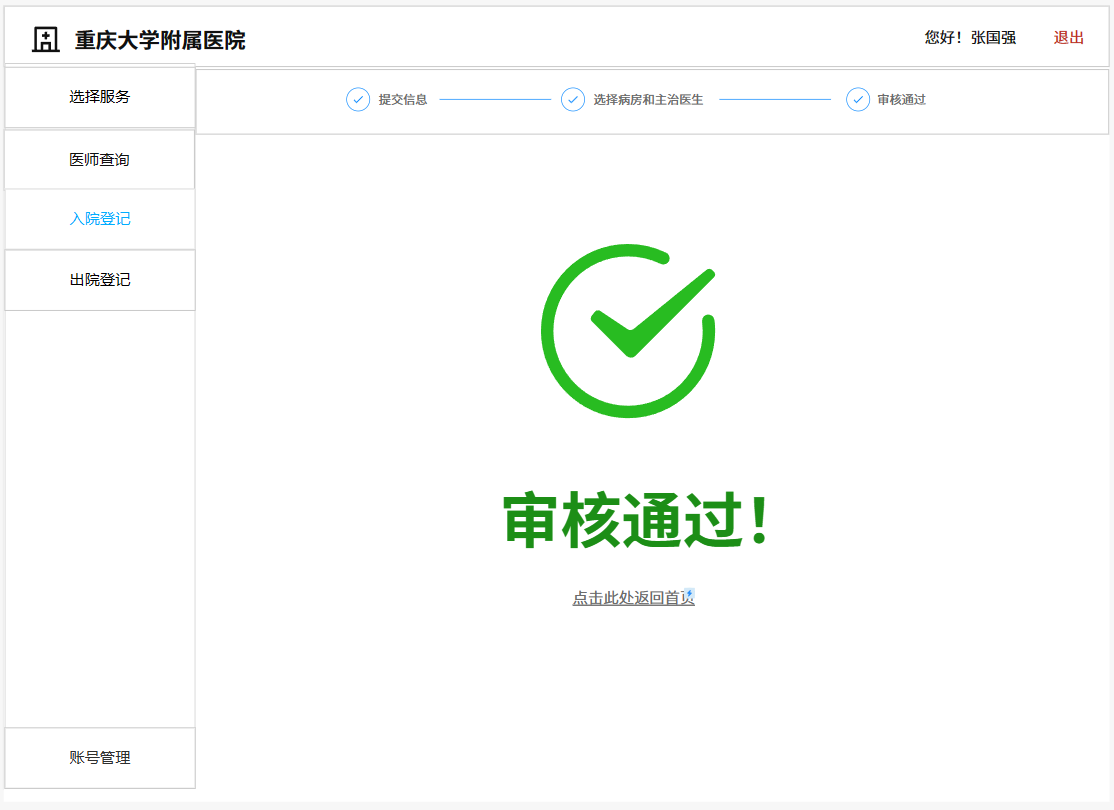 重庆大学附属医院
您好！张国强 退出
选择服务
提交信息 选择病房和主治医生 审核通过
医师查询
入院登记
出院登记
审核通过！
点击此处返回首页
账号管理